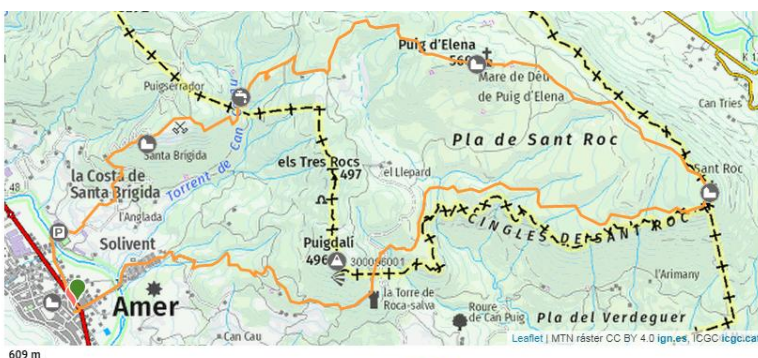 Puig d'Elena
Mare de Déu
de Puig d'Elena
Puigserrador
Can Tries
Pla de Sant Roc
Santa Brígida
els Tres Rocs
497
el Llepard
Sant Roc
la Costa de
Santa Brígida
Torrent de Can
48
l'Anglada
Solivent
CINGLES DE SANT ROC
Puigdalí
496
300096001
P
l'Arimany
Amer
la Torre de
Roca-salva
Roure
de Can Puig
Pla del Verdeguer
Can Cau
Leaflet | MTN ráster CC BY 4.0 ign.es, ICGC icgc.cat
609 m